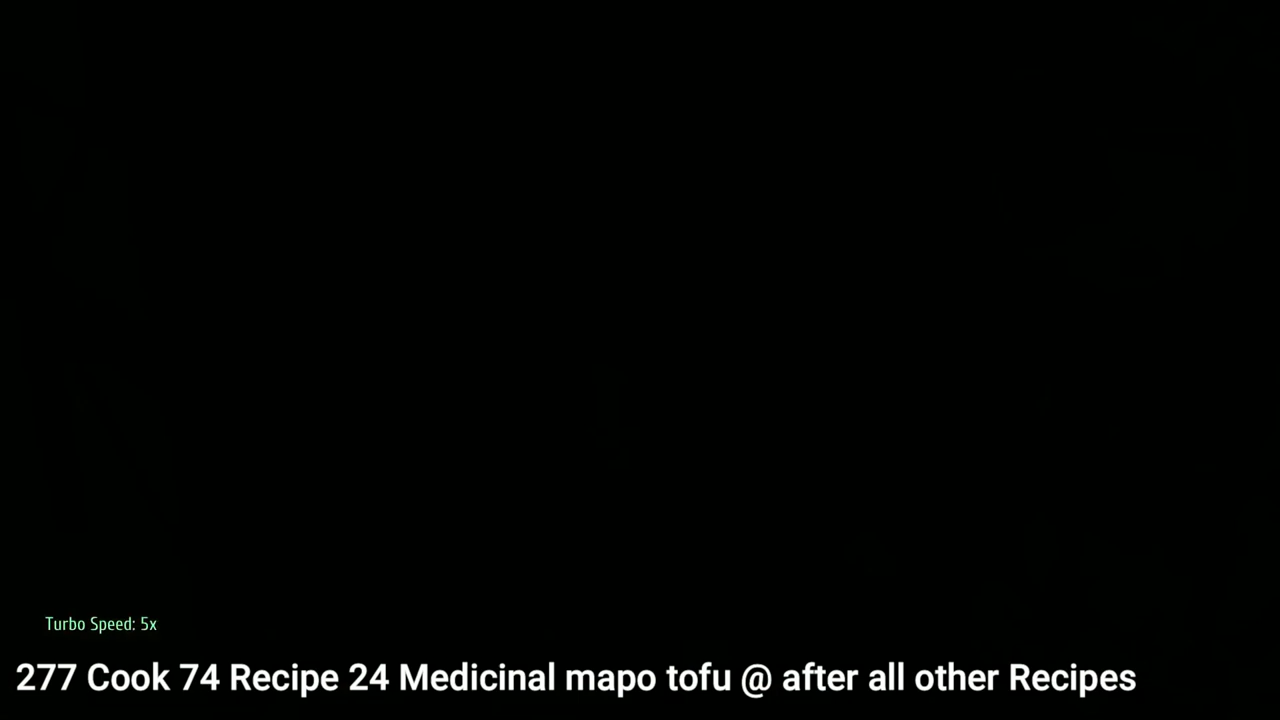 Turbo Speed: 5x
277 Cook 74 Recipe 24 Medicinal mapo tofu @ after all other Recipes